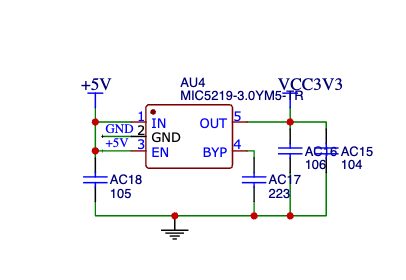 +5V
AU4
VCC3V3
MIC5219-3.0YM5-TR
1 IN OUT 5
GND 2 GND
+5V 3 EN BYP 4
AC16 AC15
106 104
AC18 AC17
105 223